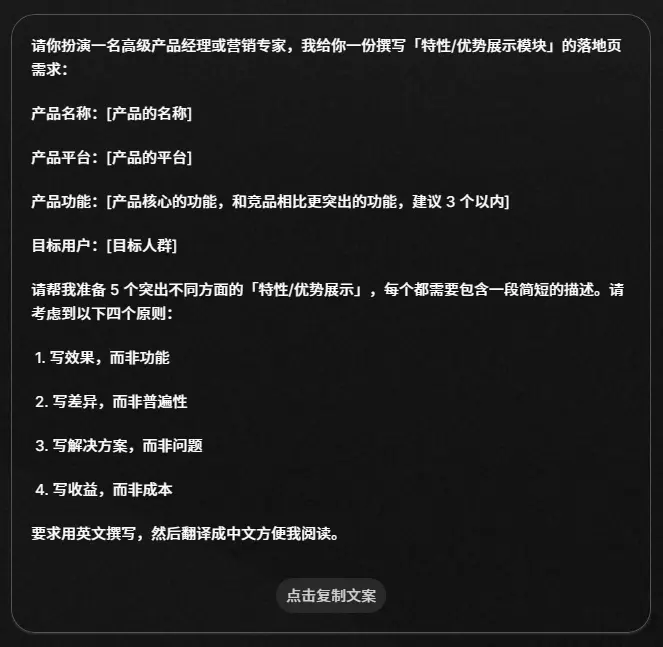 请你扮演一名高级产品经理或营销专家，我给你一份撰写「特性/优势展示模块」的落地页
需求：
产品名称：[产品的名称]
产品平台：[产品的平台]
产品功能：[产品核心的功能，和竞品相比更突出的功能，建议 3 个以内]
目标用户：[目标人群]
请帮我准备 5 个突出不同方面的「特性/优势展示」，每个都需要包含一段简短的描述。请
考虑到以下四个原则：
1. 写效果，而非功能
2. 写差异，而非普遍性
3. 写解决方案，而非问题
4. 写收益，而非成本
要求用英文撰写，然后翻译成中文方便我阅读。
点击复制文案